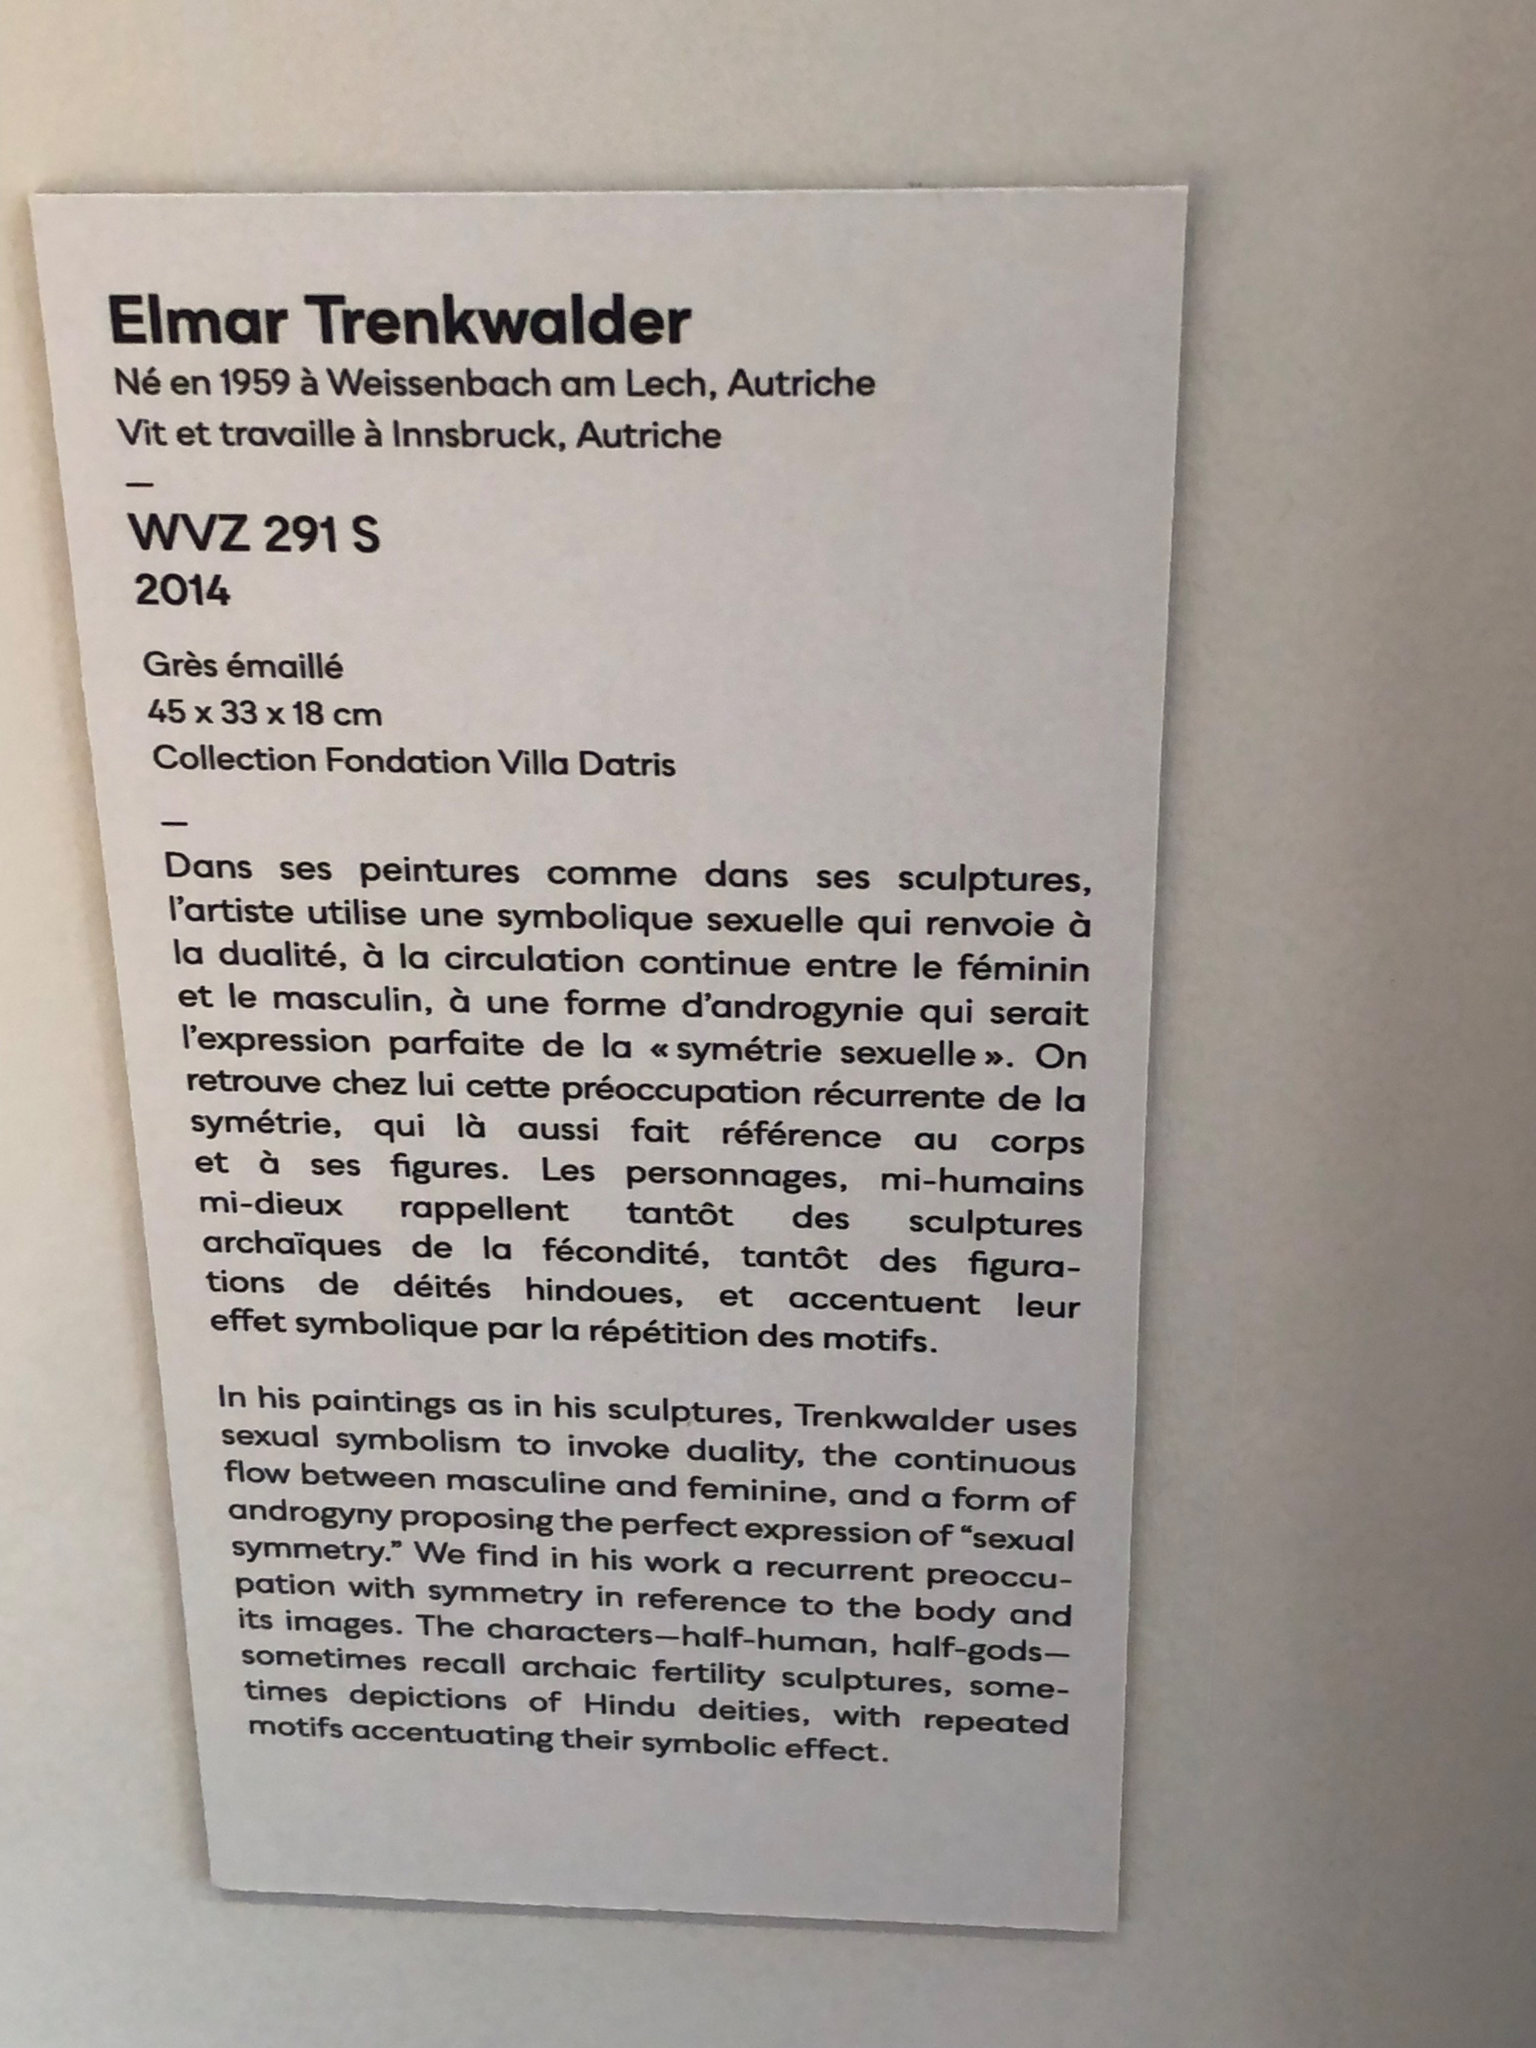 Elmar Trenkwalder
Né en 1959 à Weissenbach am Lech, Autriche
Vit et travaille à Innsbruck, Autriche
—
WVZ 291 S
2014
Grès émaillé
45 x 33 x 18 cm
Collection Fondation Villa Datris
—
Dans ses peintures comme dans ses sculptures,
l'artiste utilise une symbolique sexuelle qui renvoie à
la dualité, à la circulation continue entre le féminin
et le masculin, à une forme d'androgynie qui serait
l'expression parfaite de la « symétrie sexuelle ». On
retrouve chez lui cette préoccupation récurrente de la
symétrie, qui là aussi fait référence au corps
et à ses figures. Les personnages, mi-humains
mi-dieux rappellent tantôt des sculptures
archaïques de la fécondité, tantôt des figura-
tions de déités hindoues, et accentuent leur
effet symbolique par la répétition des motifs.
In his paintings as in his sculptures, Trenkwalder uses
sexual symbolism to invoke duality, the continuous
flow between masculine and feminine, and a form of
androgyny proposing the perfect expression of “sexual
symmetry.” We find in his work a recurrent preoccu-
pation with symmetry in reference to the body and
its images. The characters—half-human, half-gods—
sometimes recall archaic fertility sculptures, some-
times depictions of Hindu deities, with repeated
motifs accentuating their symbolic effect.